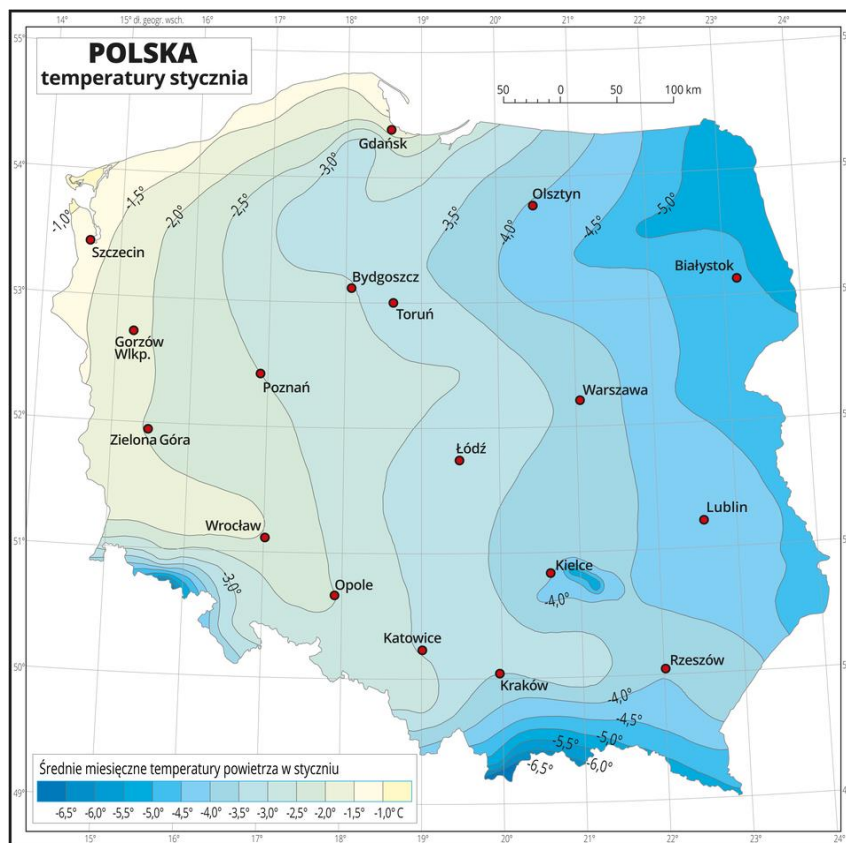 14° 15° dł. geogr. wsch. 16° 17° 18° 19° 20° 21° 22° 23° 24°
55°
POLSKA
temperatury stycznia
50 0 50 100 km
Gdańsk
54°
-3,0°
-1,5°
-2,0°
-2,5°
-3,5°
-4,0°
-4,5°
-5,0°
-1,0°
Olsztyn
Szczecin
Białystok
Bydgoszcz
53°
Toruń
Gorzów
Wlkp.
Poznań
Warszawa
52°
Zielona Góra
Łódź
Lublin
Wrocław
51°
Kielce
-3,0°
Opole
-4,0°
Katowice
50°
Rzeszów
Kraków
-4,0°
-4,5°
-5,0°
-5,5°
-6,0°
-6,5°
Średnie miesięczne temperatury powietrza w styczniu
49°
-6,5° -6,0° -5,5° -5,0° -4,5° -4,0° -3,5° -3,0° -2,5° -2,0° -1,5° -1,0° C
15° 16° 17° 18° 19° 20° 21° 22° 23° 24°